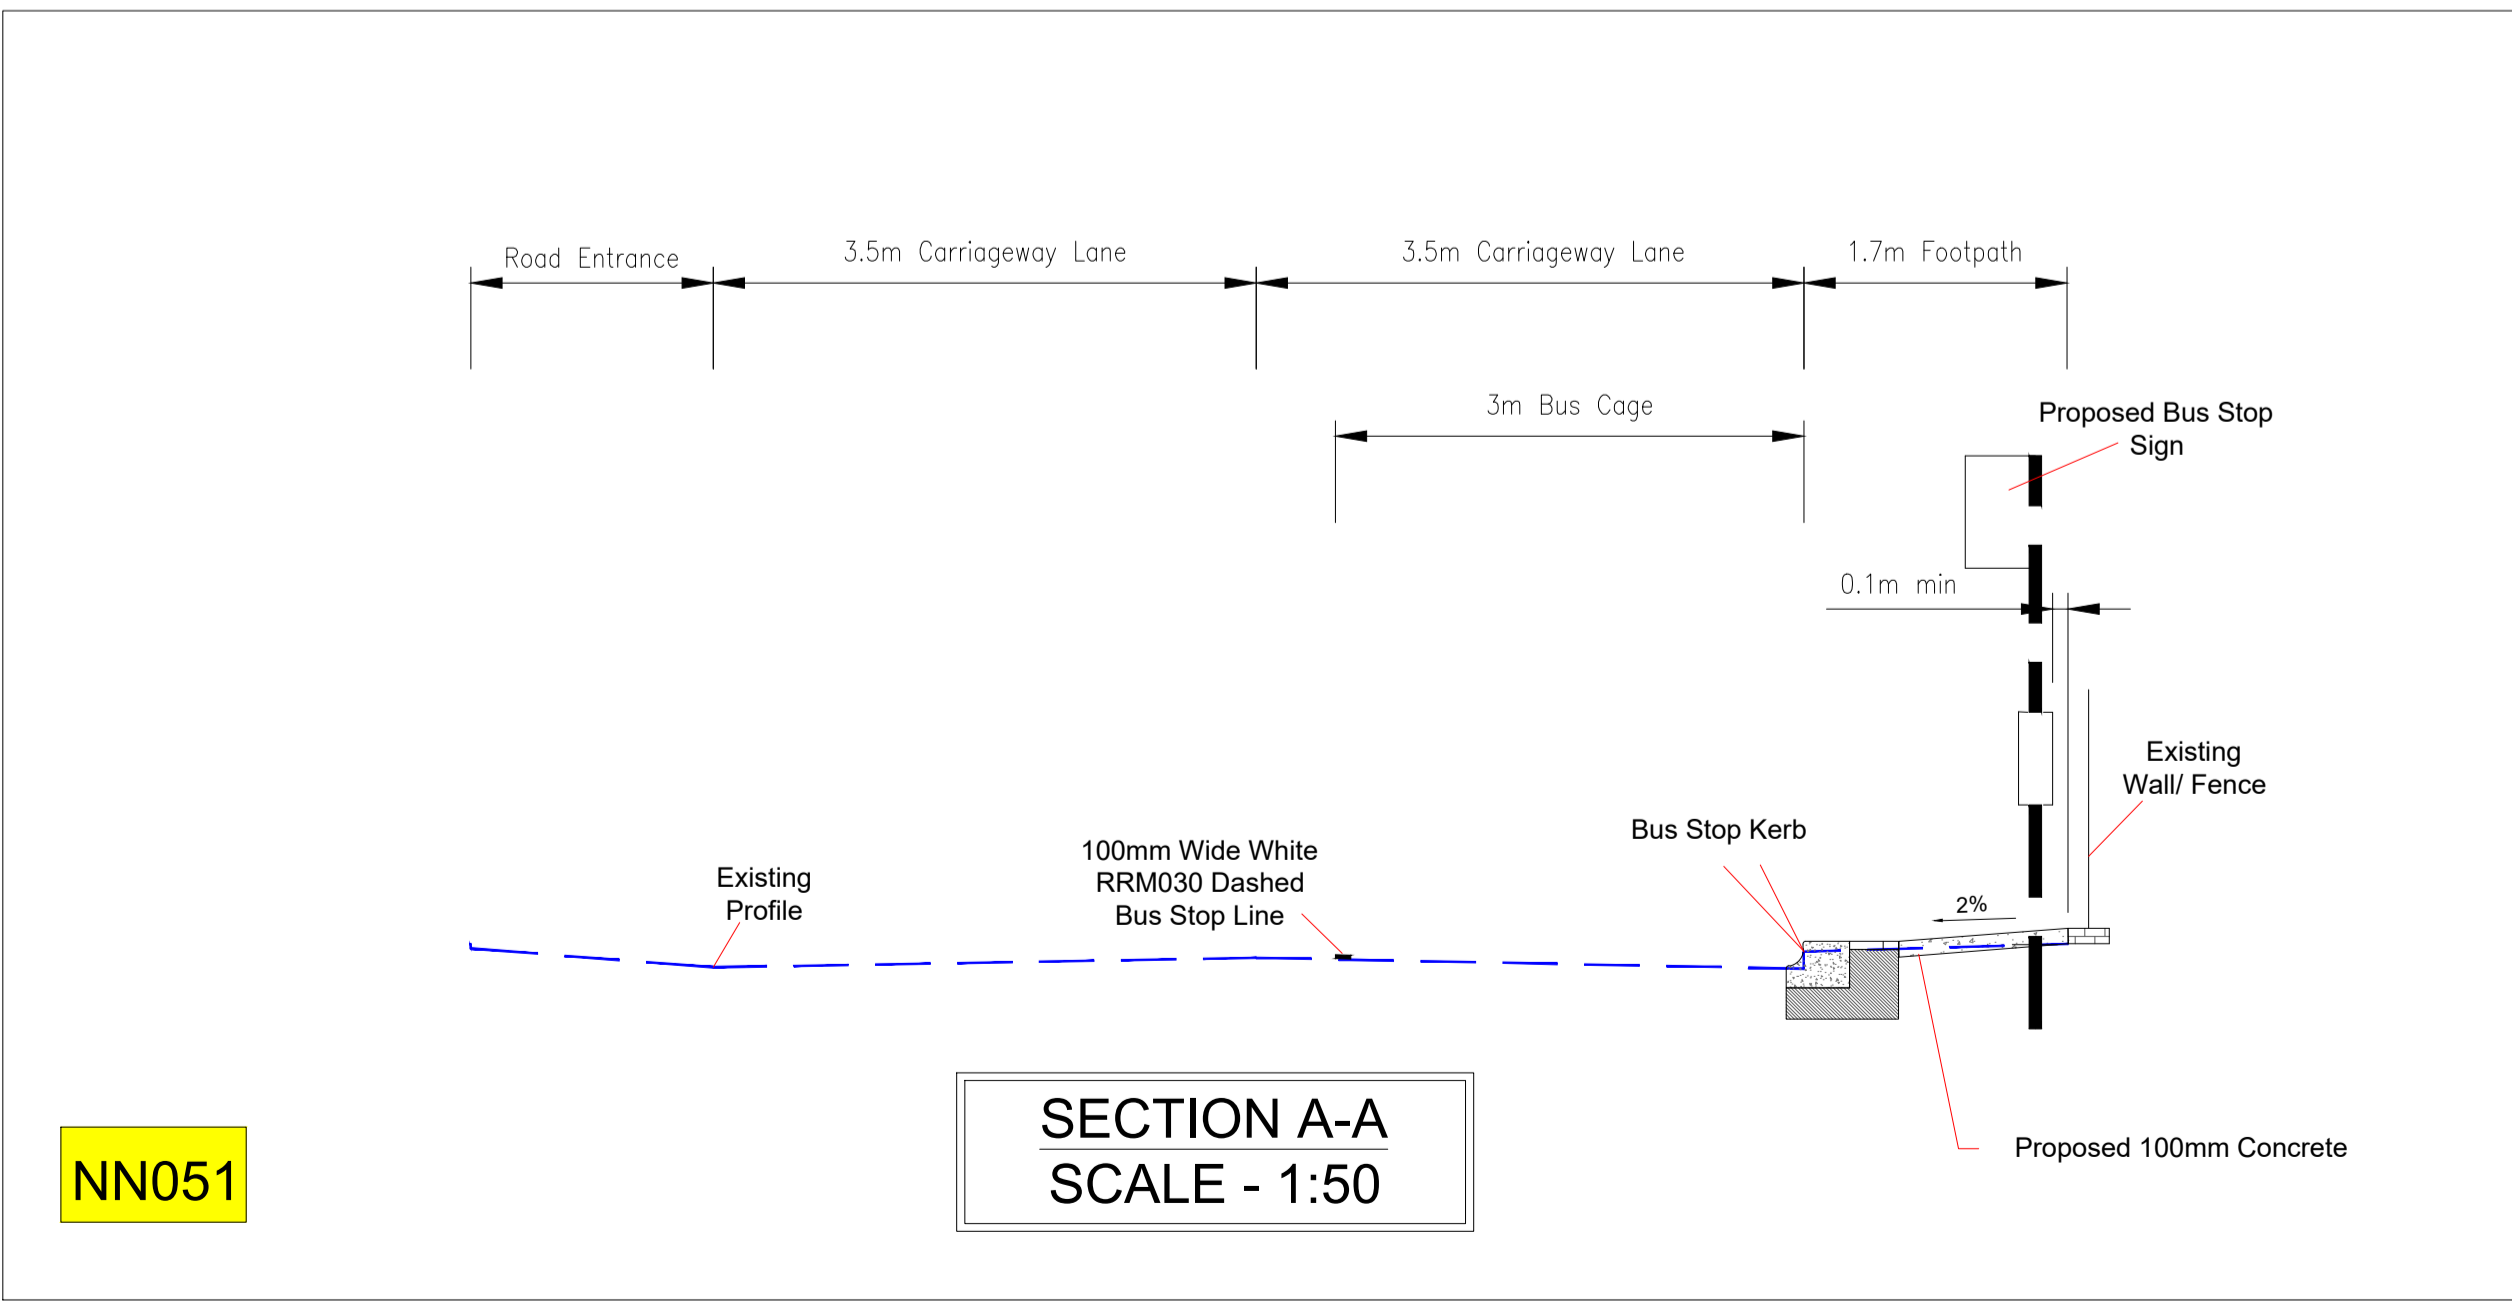 Road Entrance
3.5m Carriageway Lane
3.5m Carriageway Lane
1.7m Footpath
3m Bus Cage
Proposed Bus Stop
Sign
0.1m min
Existing
Wall/ Fence
Bus Stop Kerb
100mm Wide White
RRM030 Dashed
Bus Stop Line
Existing
Profile
2%
Proposed 100mm Concrete
SECTION A-A
SCALE - 1:50
NN051